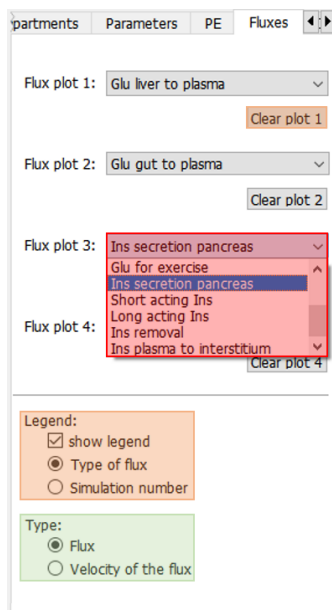 partments Parameters PE Fluxes
Flux plot 1: Glu liver to plasma
Clear plot 1
Flux plot 2: Glu gut to plasma
Clear plot 2
Flux plot 3: Ins secretion pancreas
Glu for exercise
Ins secretion pancreas
Short acting Ins
Long acting Ins
Flux plot 4:
Ins removal
Ins plasma to interstitium
Clear plot 4
Legend:
show legend
Type of flux
Simulation number
Type:
Flux
Velocity of the flux